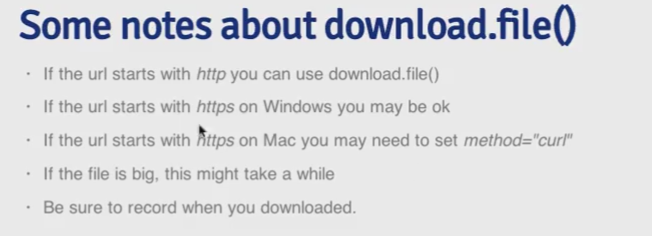 Some notes about download.file()
· If the url starts with http you can use download.file()
· If the url starts with https on Windows you may be ok
· If the url starts with https on Mac you may need to set method="curl"
· If the file is big, this might take a while
· Be sure to record when you downloaded.